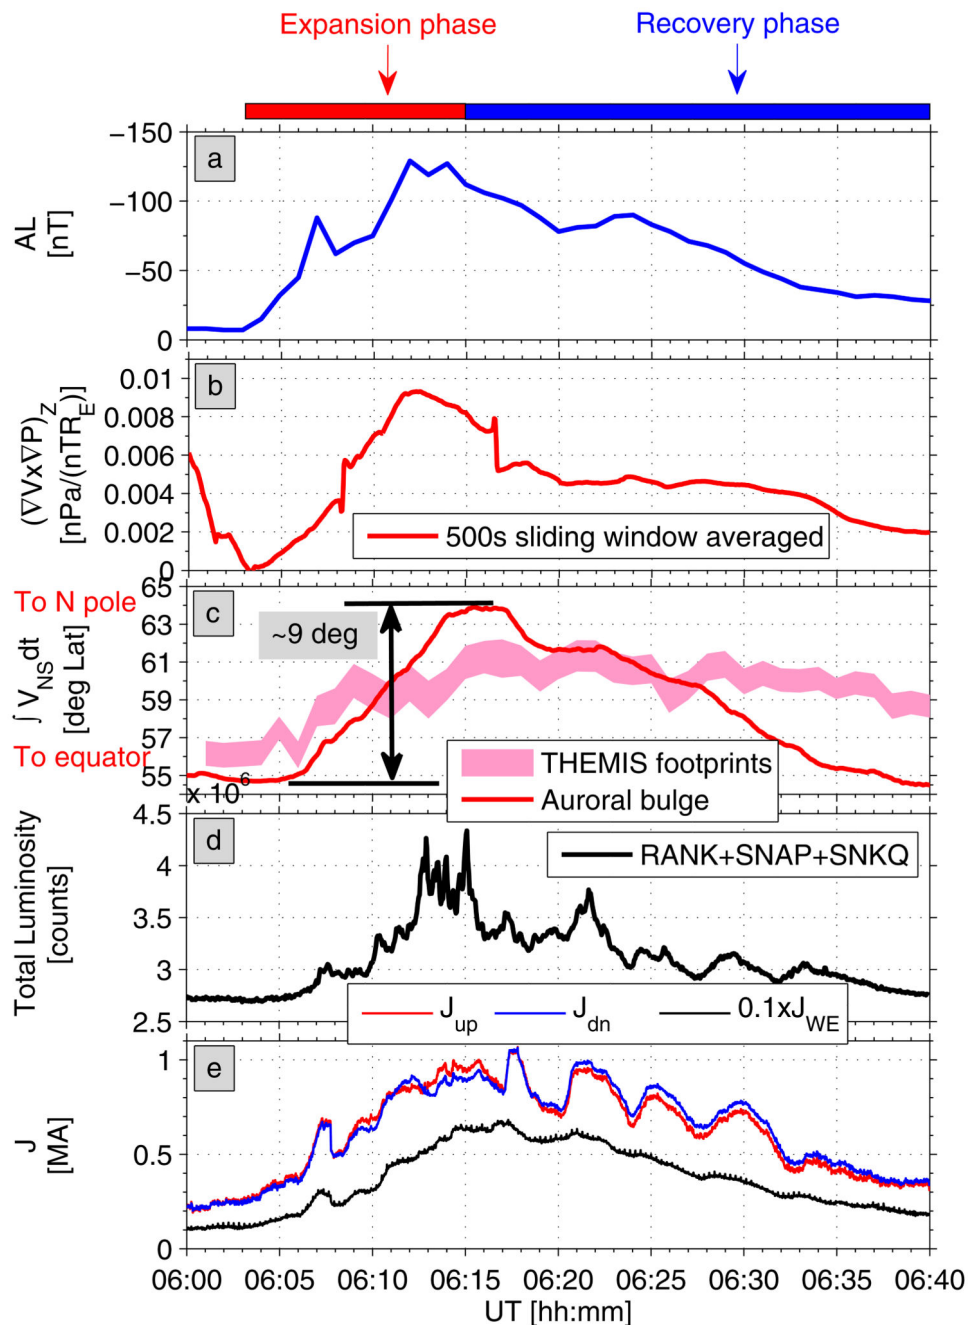 Expansion phase
Recovery phase
a
−150
−100
−50
0
AL
[nT]
b
0.01
0.008
0.006
0.004
0.002
0
(∇Vx∇P)Z
[nPa/(nTRE)]
500s sliding window averaged
c
65
63
61
59
57
55
To N pole
To equator
∫ VNSdt
[deg Lat]
~9 deg
THEMIS footprints
Auroral bulge
x 10^6
d
4.5
4
3.5
3
2.5
Total Luminosity
[counts]
RANK+SNAP+SNKQ
Jup
Jdn
0.1xJWE
e
1
0.5
0
J
[MA]
06:00 06:05 06:10 06:15 06:20 06:25 06:30 06:35 06:40
UT [hh:mm]